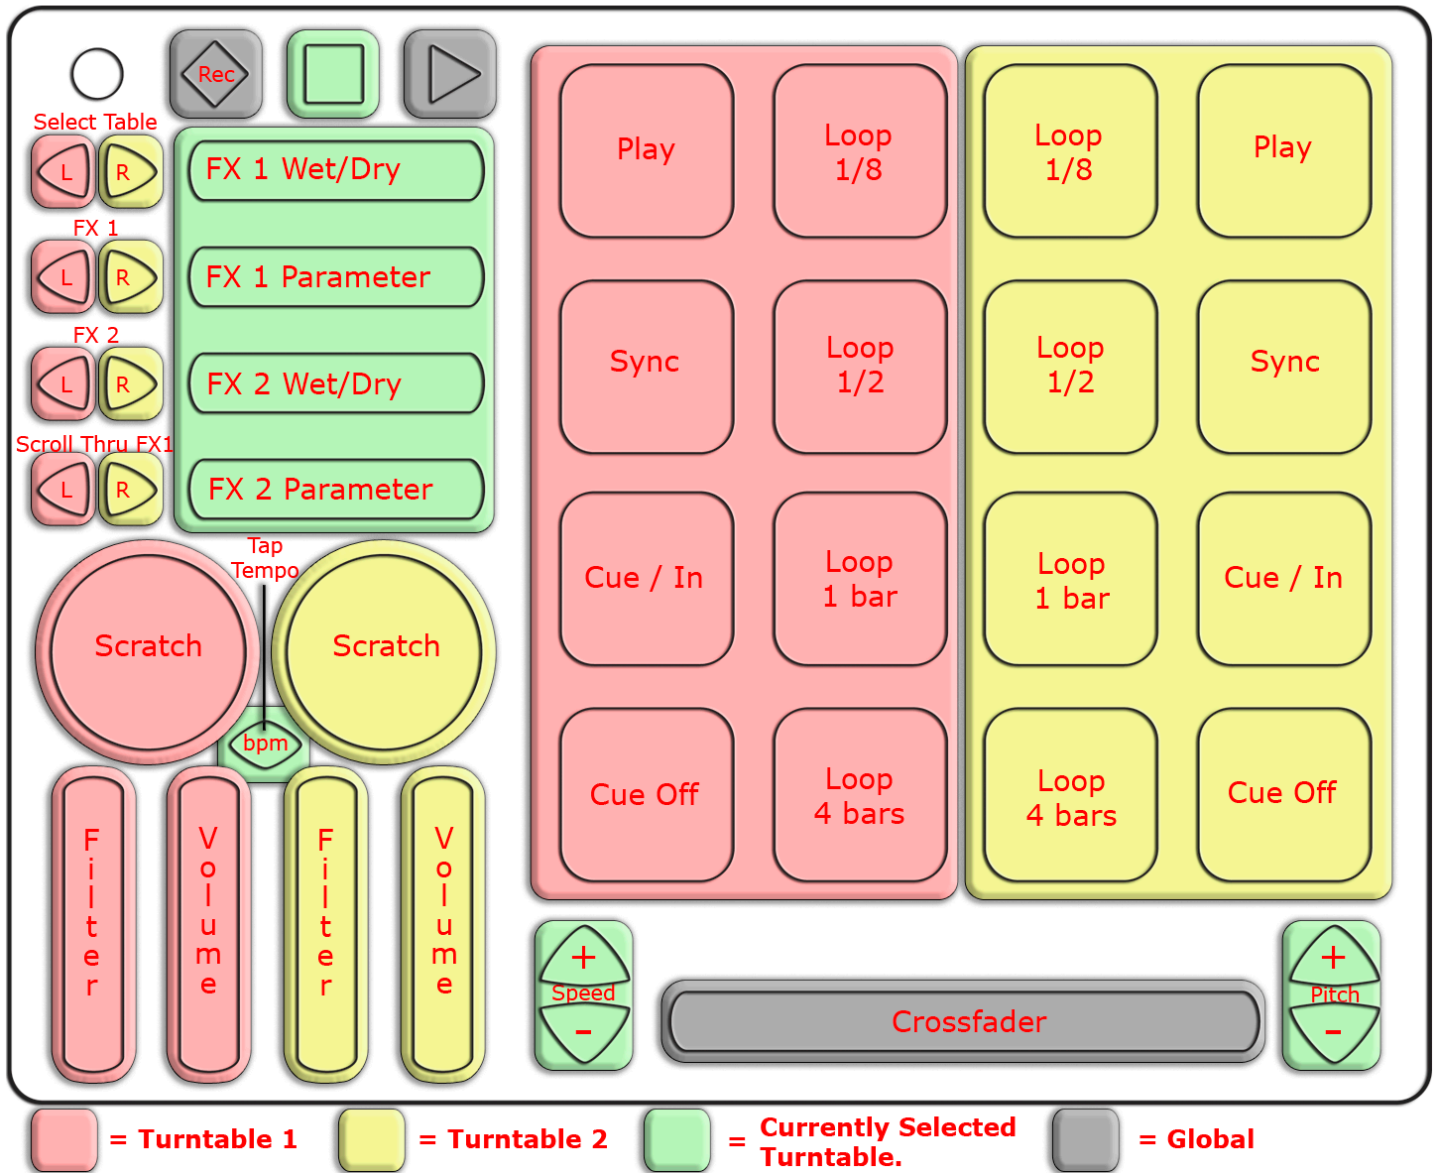 Rec
Select Table
L R
FX 1 Wet/Dry
FX 1
L R
FX 1 Parameter
FX 2
L R
FX 2 Wet/Dry
Scroll Thru FX1
L R
FX 2 Parameter
Tap
Tempo
Scratch
Scratch
bpm
Filter
Volume
Filter
Volume
Play
Loop
1/8
Loop
1/8
Play
Sync
Loop
1/2
Loop
1/2
Sync
Cue / In
Loop
1 bar
Loop
1 bar
Cue / In
Cue Off
Loop
4 bars
Loop
4 bars
Cue Off
+
Speed
-
Crossfader
+
Pitch
-
= Turntable 1
= Turntable 2
= Currently Selected
Turntable.
= Global